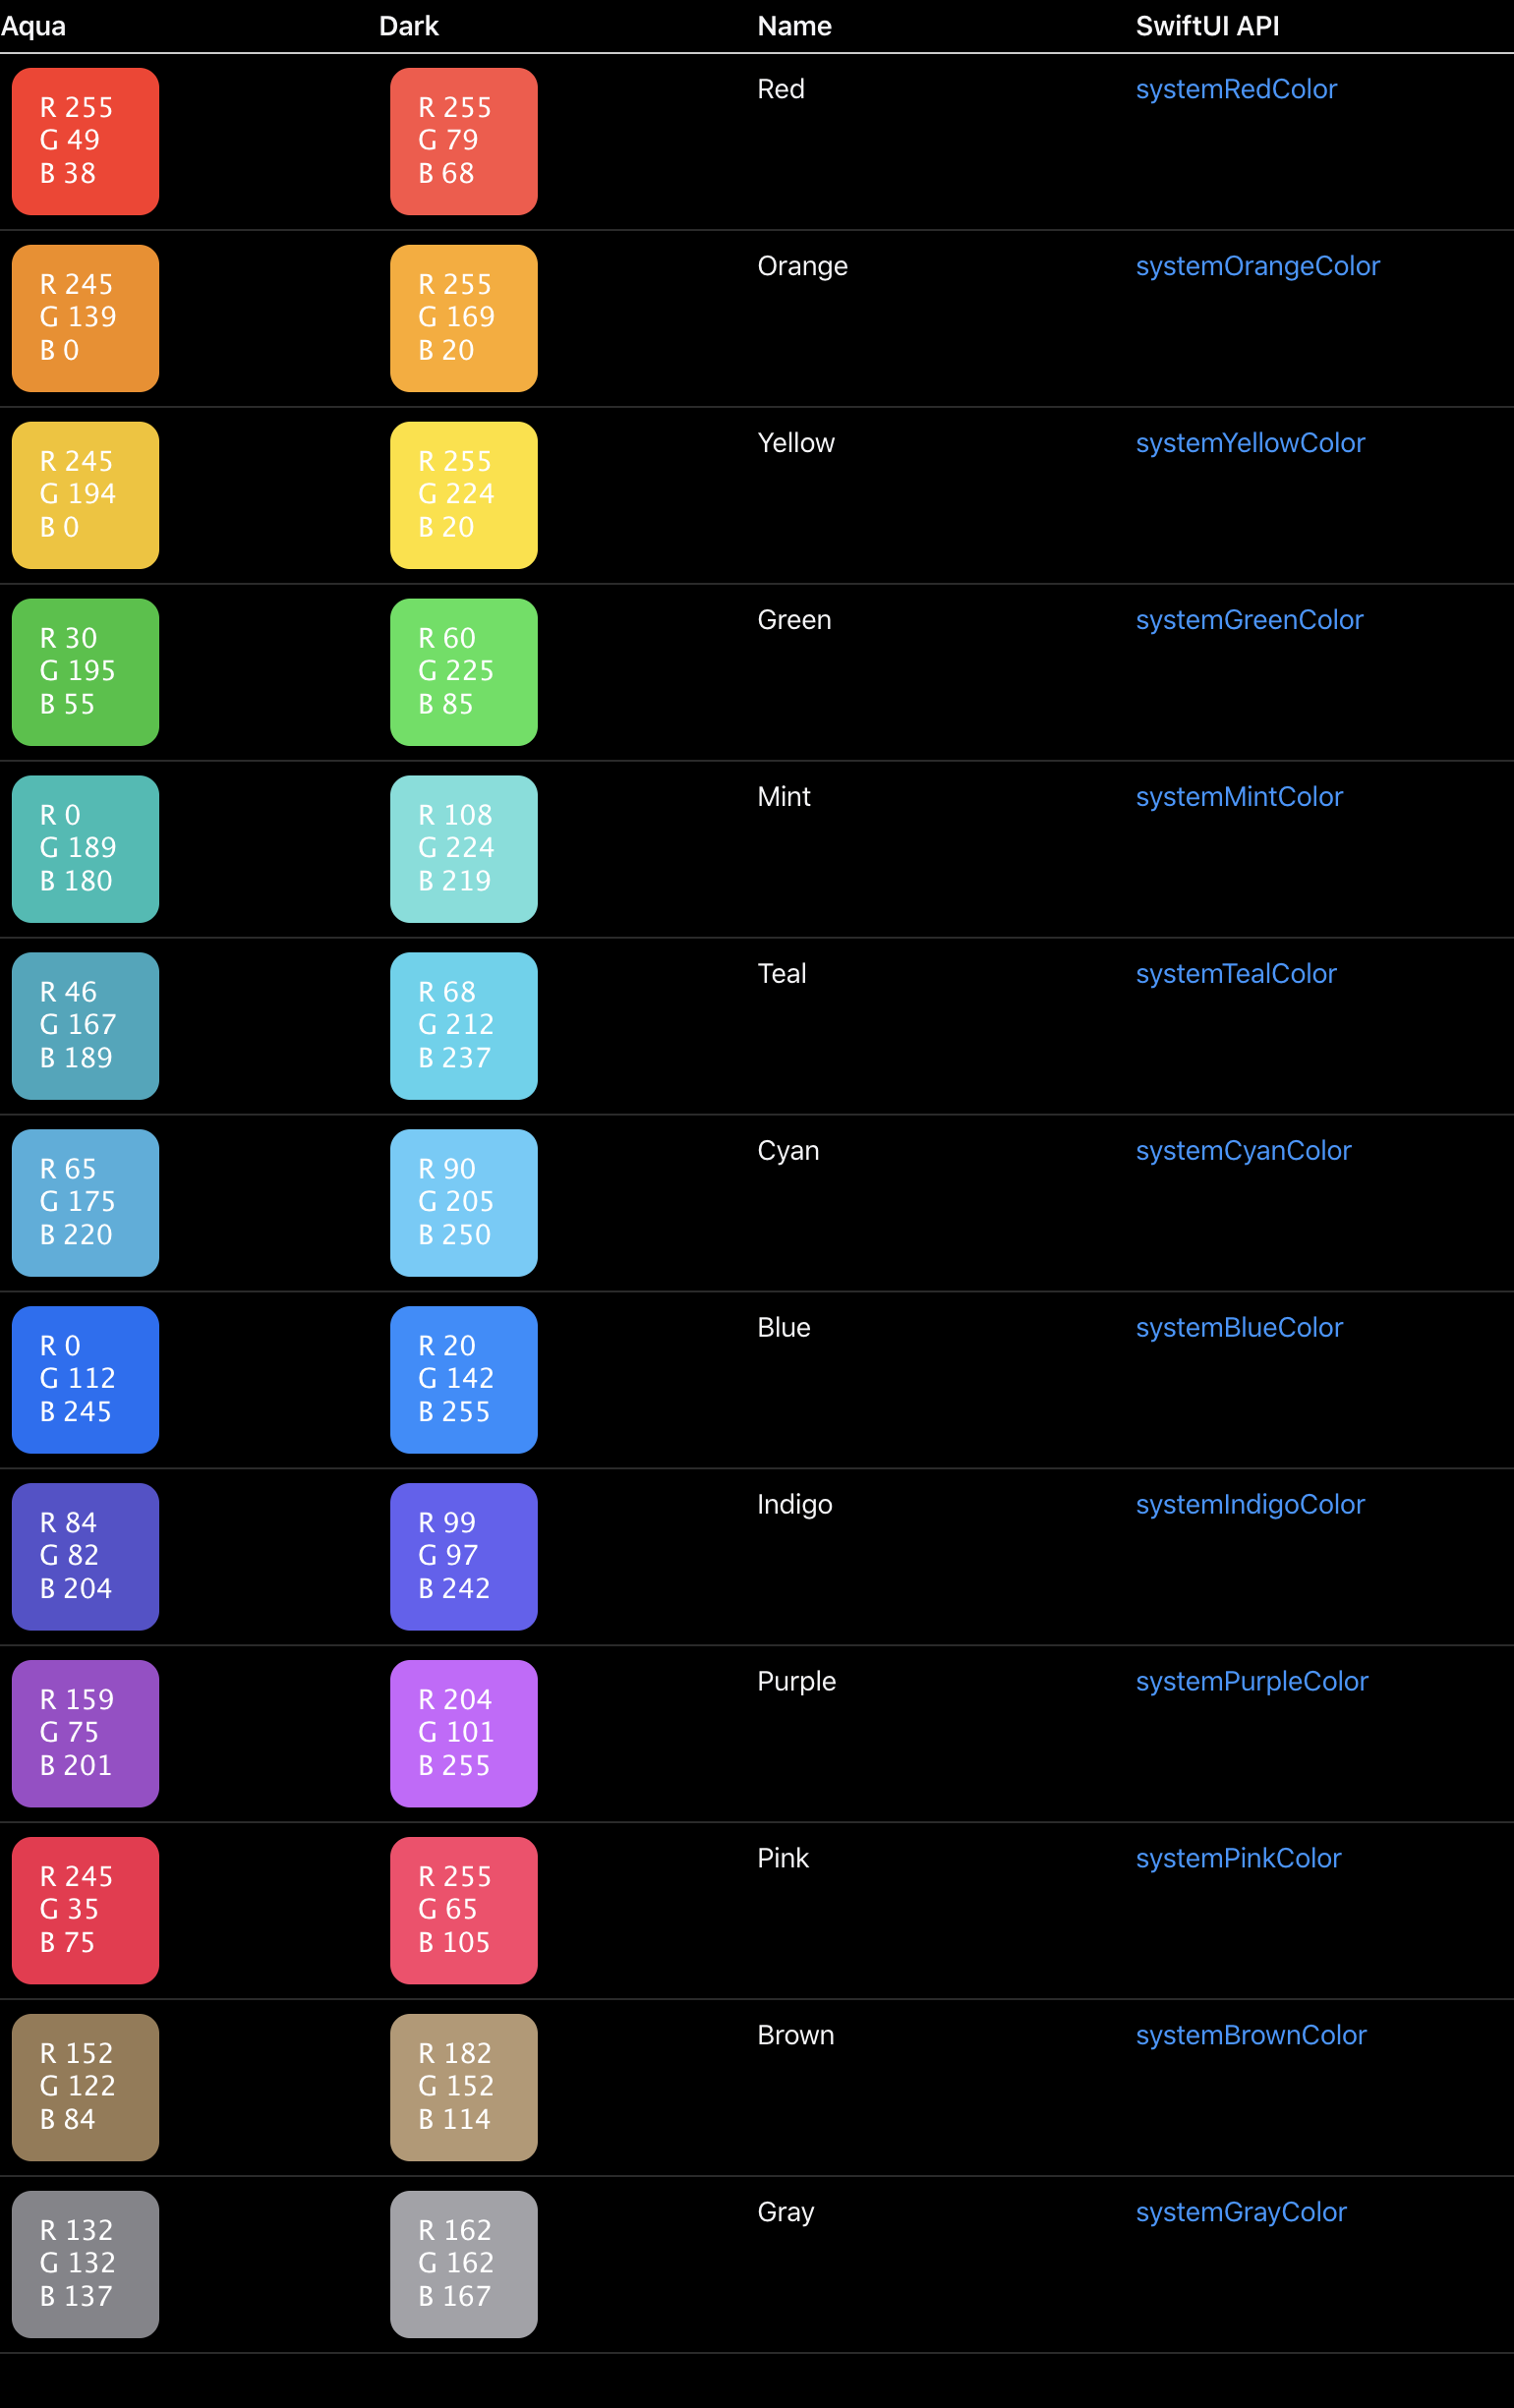 Aqua Dark Name SwiftUI API
R 255
G 49
B 38
R 255
G 79
B 68
Red
systemRedColor
R 245
G 139
B 0
R 255
G 169
B 20
Orange
systemOrangeColor
R 245
G 194
B 0
R 255
G 224
B 20
Yellow
systemYellowColor
R 30
G 195
B 55
R 60
G 225
B 85
Green
systemGreenColor
R 0
G 189
B 180
R 108
G 224
B 219
Mint
systemMintColor
R 46
G 167
B 189
R 68
G 212
B 237
Teal
systemTealColor
R 65
G 175
B 220
R 90
G 205
B 250
Cyan
systemCyanColor
R 0
G 112
B 245
R 20
G 142
B 255
Blue
systemBlueColor
R 84
G 82
B 204
R 99
G 97
B 242
Indigo
systemIndigoColor
R 159
G 75
B 201
R 204
G 101
B 255
Purple
systemPurpleColor
R 245
G 35
B 75
R 255
G 65
B 105
Pink
systemPinkColor
R 152
G 122
B 84
R 182
G 152
B 114
Brown
systemBrownColor
R 132
G 132
B 137
R 162
G 162
B 167
Gray
systemGrayColor